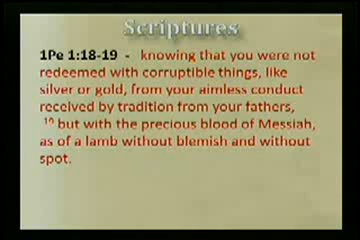 Scriptures
1Pe 1:18-19 - knowing that you were not
redeemed with corruptible things, like
silver or gold, from your aimless conduct
received by tradition from your fathers,
19 but with the precious blood of Messiah,
as of a lamb without blemish and without
spot.